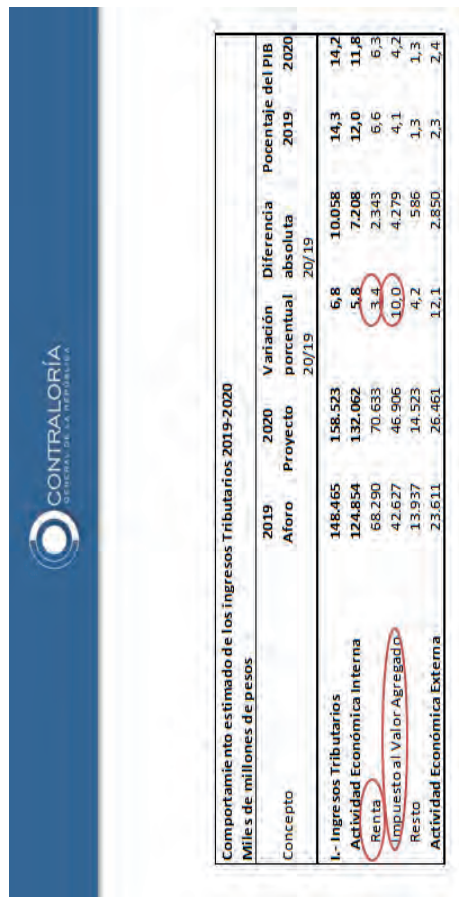 CONTRALORÍA
GENERAL DE LA REPÚBLICA
Comportamiento estimado de los ingresos Tributarios 2019-2020
Miles de millones de pesos
Concepto 2019 Aforo 2020 Proyecto Variación porcentual 20/19 Diferencia absoluta 20/19 Pocentaje del PIB 2019 2020
I.- Ingresos Tributarios 148.465 158.523 6,8 10.058 14,3 14,2
Actividad Económica Interna 124.854 132.062 5,8 7.208 12,0 11,8
Renta 68.290 70.633 3,4 2.343 6,6 6,3
Impuesto al Valor Agregado 42.627 46.906 10,0 4.279 4,1 4,2
Resto 13.937 14.523 4,2 586 1,3 1,3
Actividad Económica Externa 23.611 26.461 12,1 2.850 2,3 2,4